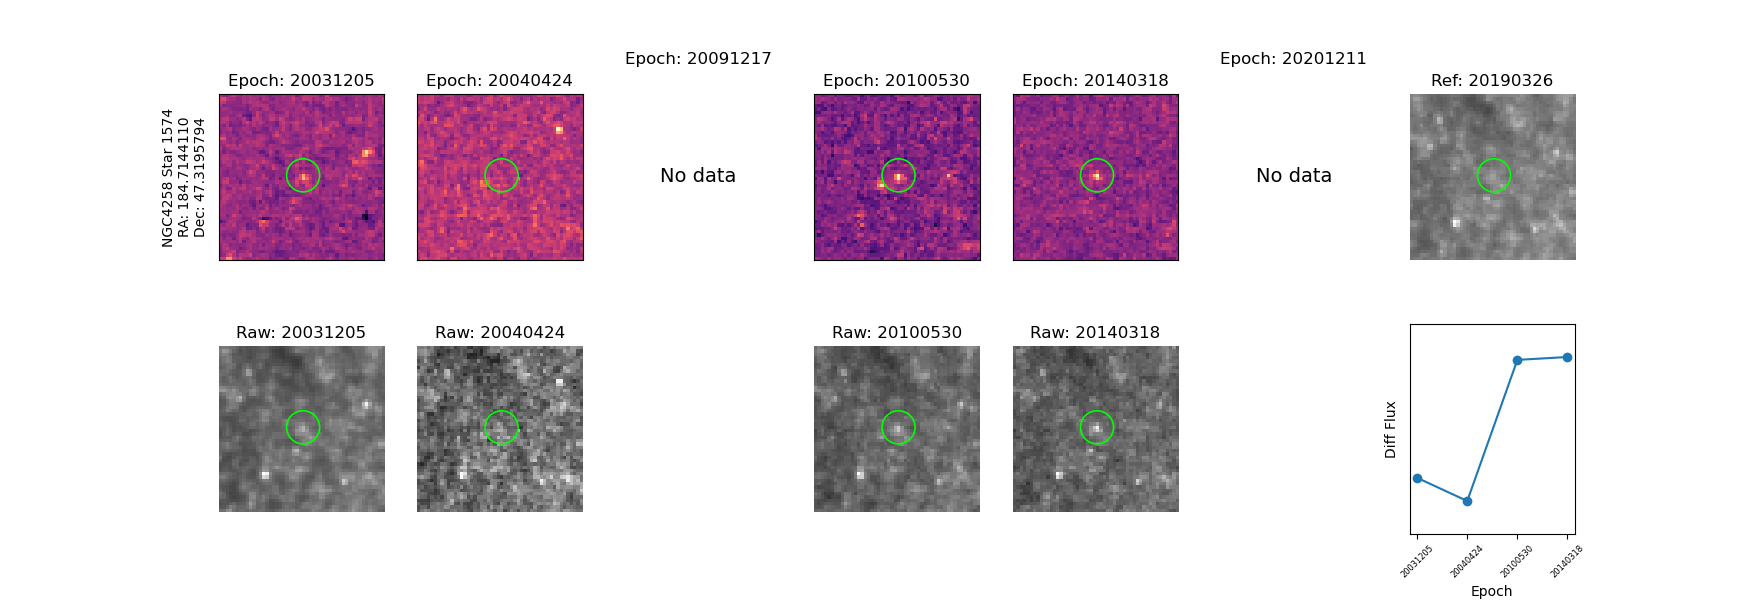 Epoch: 20091217
Epoch: 20201211
Epoch: 20031205
Epoch: 20040424
Epoch: 20100530
Epoch: 20140318
Ref: 20190326
NGC4258 Star 1574
RA: 184.7144110
Dec: 47.3195794
No data
No data
Raw: 20031205
Raw: 20040424
Raw: 20100530
Raw: 20140318
Diff Flux
20031205
20040424
20100530
20140318
Epoch